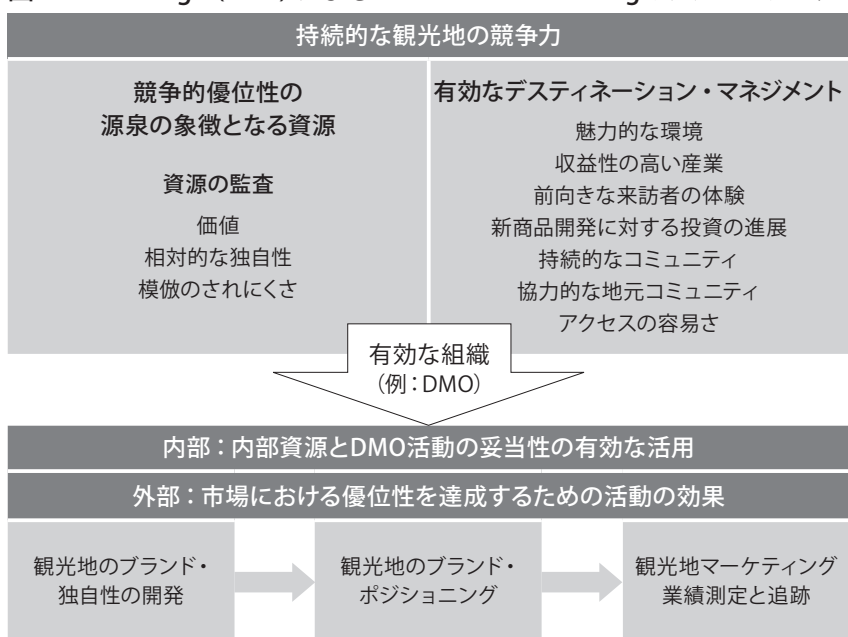 持続的な観光地の競争力
競争的優位性の
源泉の象徴となる資源
資源の監査
価値
相対的な独自性
模倣のされにくさ
有効なデスティネーション・マネジメント
魅力的な環境
収益性の高い産業
前向きな来訪者の体験
新商品開発に対する投資の進展
持続的なコミュニティ
協力的な地元コミュニティ
アクセスの容易さ
有効な組織
（例：DMO）
内部：内部資源とDMO活動の妥当性の有効な活用
外部：市場における優位性を達成するための活動の効果
観光地のブランド・
独自性の開発
観光地のブランド・
ポジショニング
観光地マーケティング
業績測定と追跡